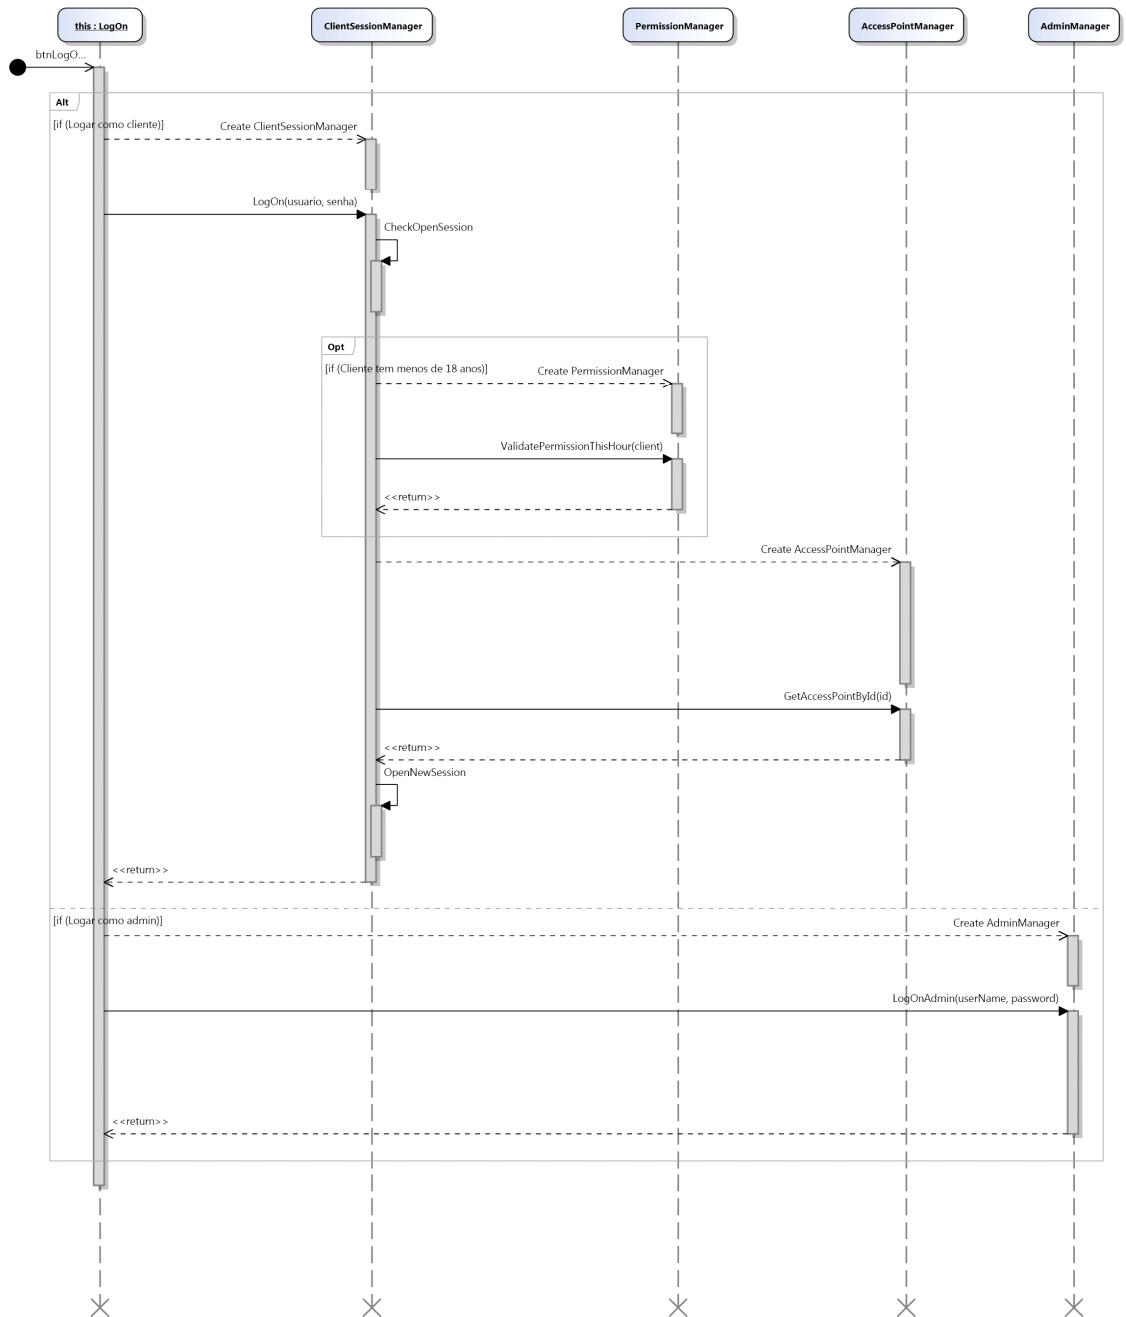 this : LogOn
ClientSessionManager
PermissionManager
AccessPointManager
AdminManager
btnLogO...
Alt
[if (Logar como cliente)]
Create ClientSessionManager
LogOn(usuario, senha)
CheckOpenSession
Opt
[if (Cliente tem menos de 18 anos)]
Create PermissionManager
ValidatePermissionThisHour(client)
<<return>>
Create AccessPointManager
GetAccessPointById(id)
<<return>>
OpenNewSession
<<return>>
[if (Logar como admin)]
Create AdminManager
LogOnAdmin(userName, password)
<<return>>